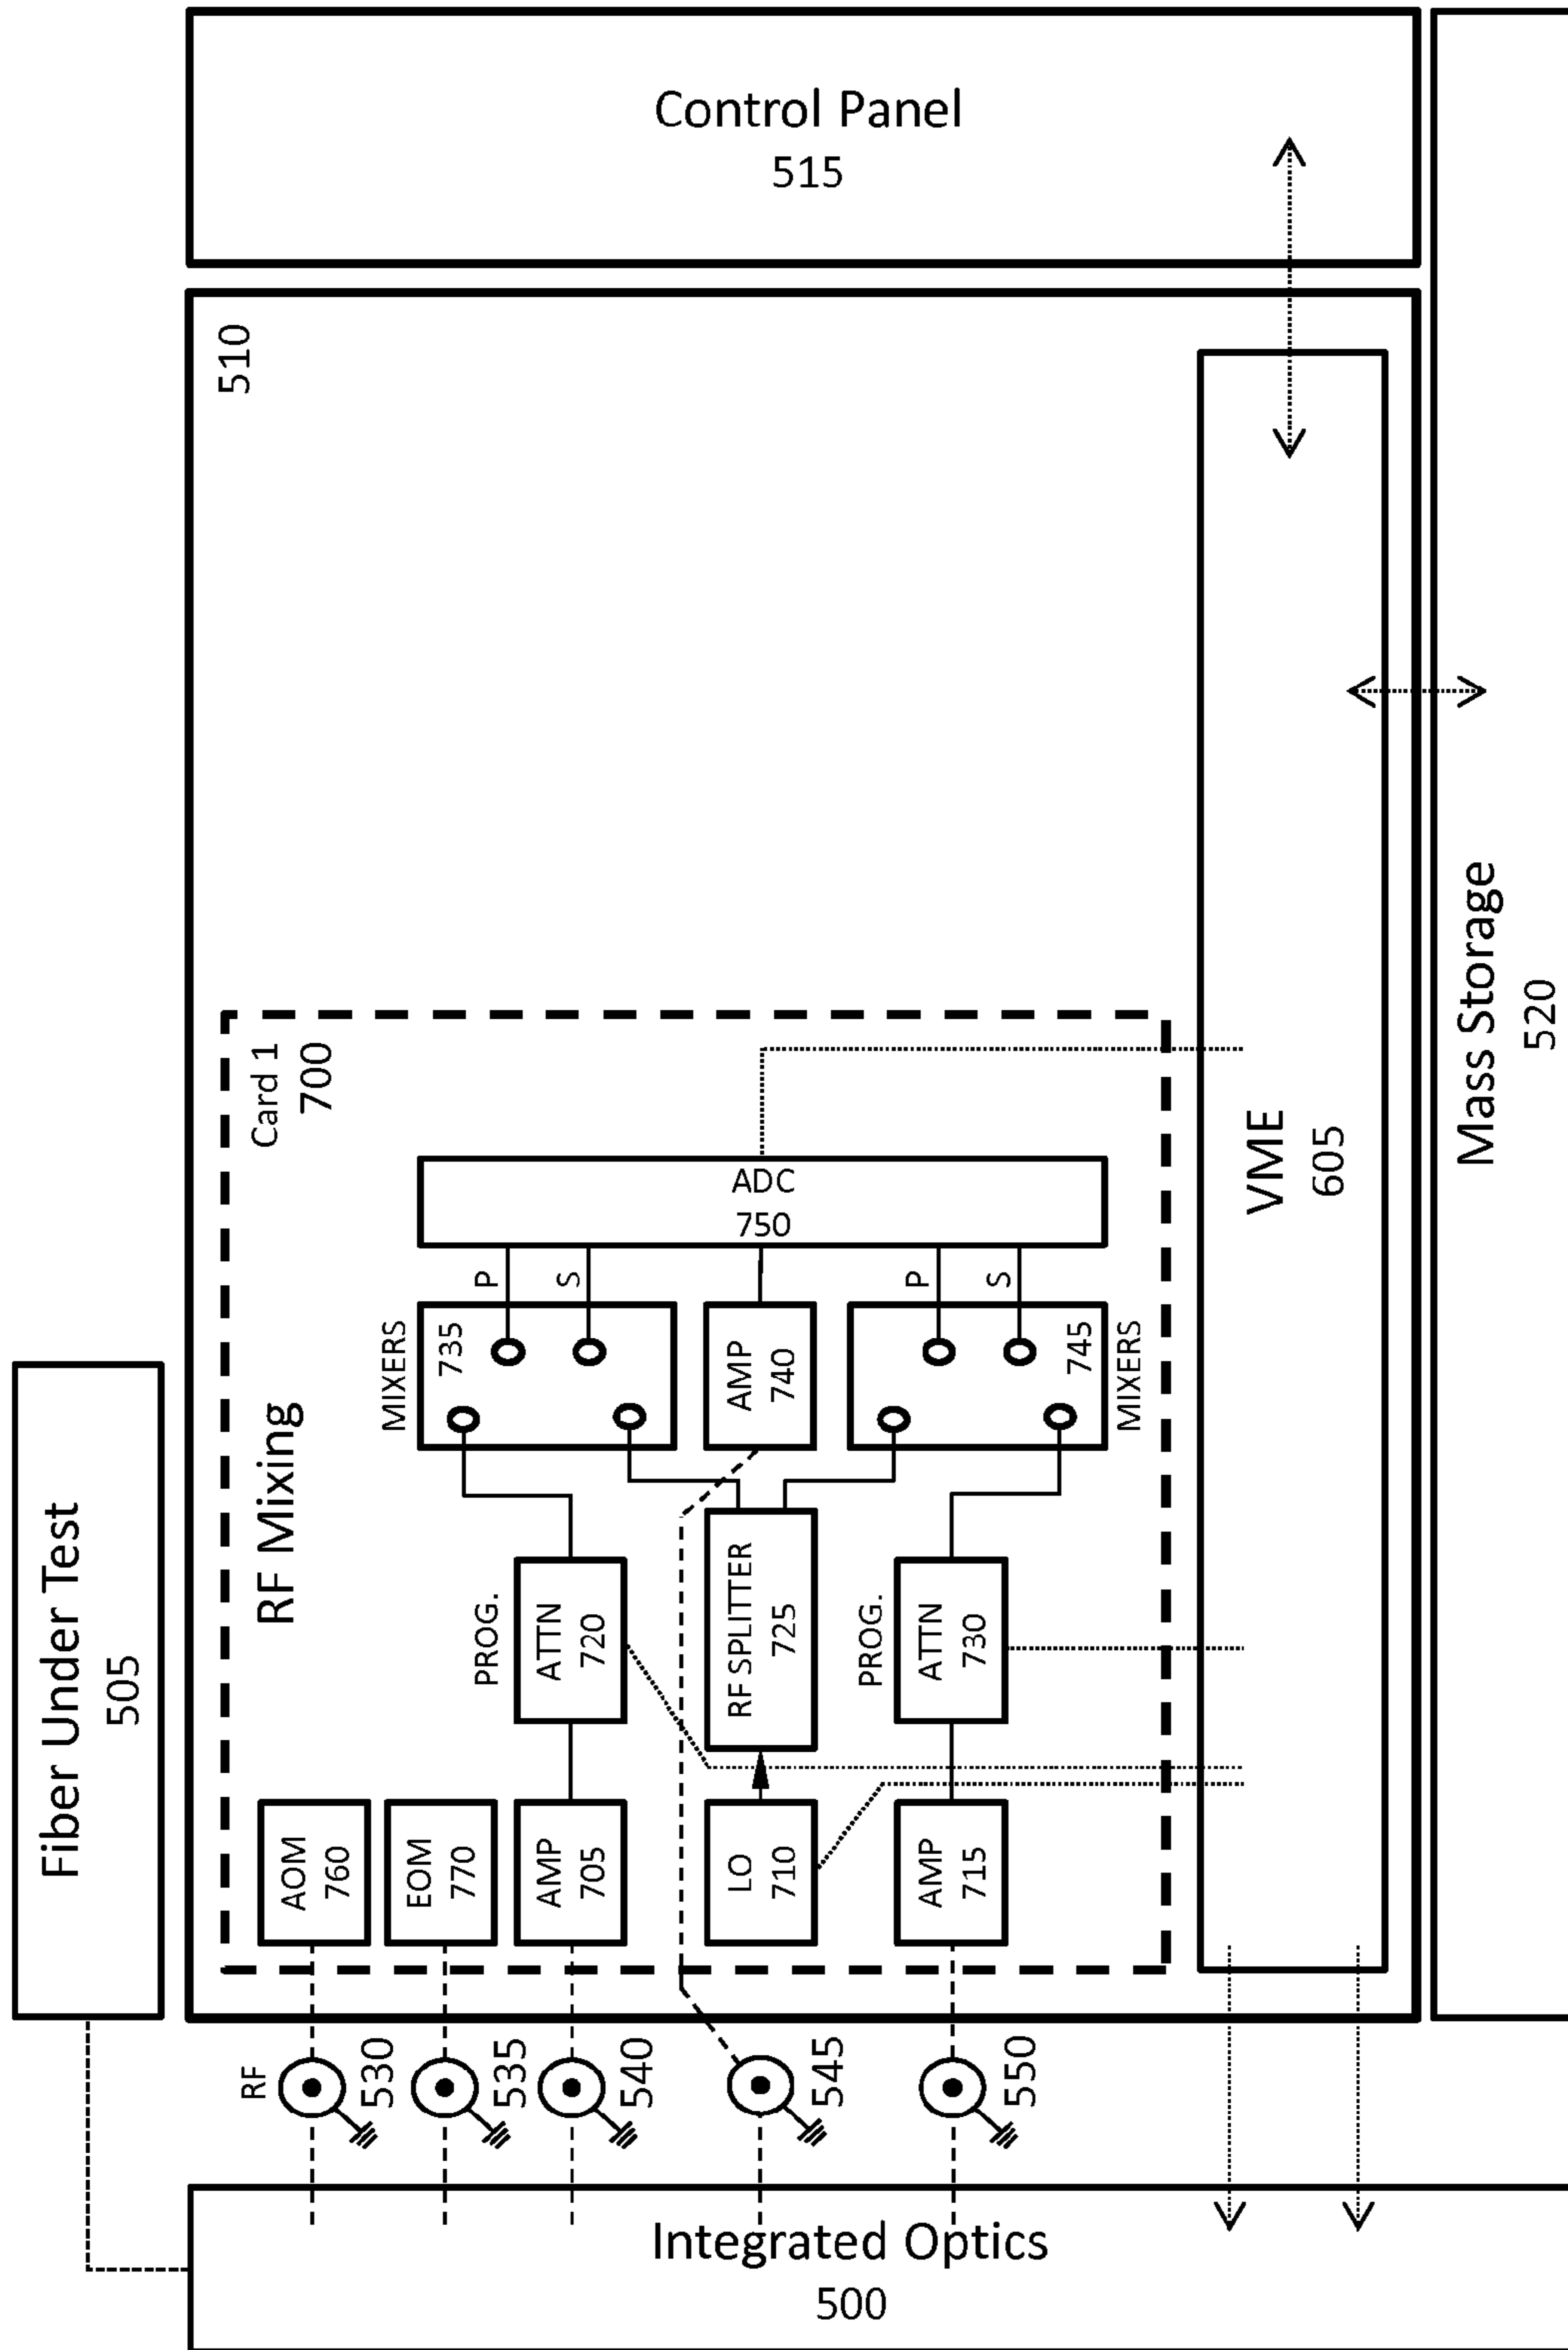 Fiber Under Test
505
510
Control Panel
515
Card 1
700
RF Mixing
AOM
760
EOM
770
AMP
705
PROG.
ATTN
720
MIXERS
735
P
S
LO
710
RF SPLITTER
725
AMP
740
ADC
750
AMP
715
PROG.
ATTN
730
P
S
745
MIXERS
VME
605
RF
530
535
540
545
550
Integrated Optics
500
Mass Storage
520